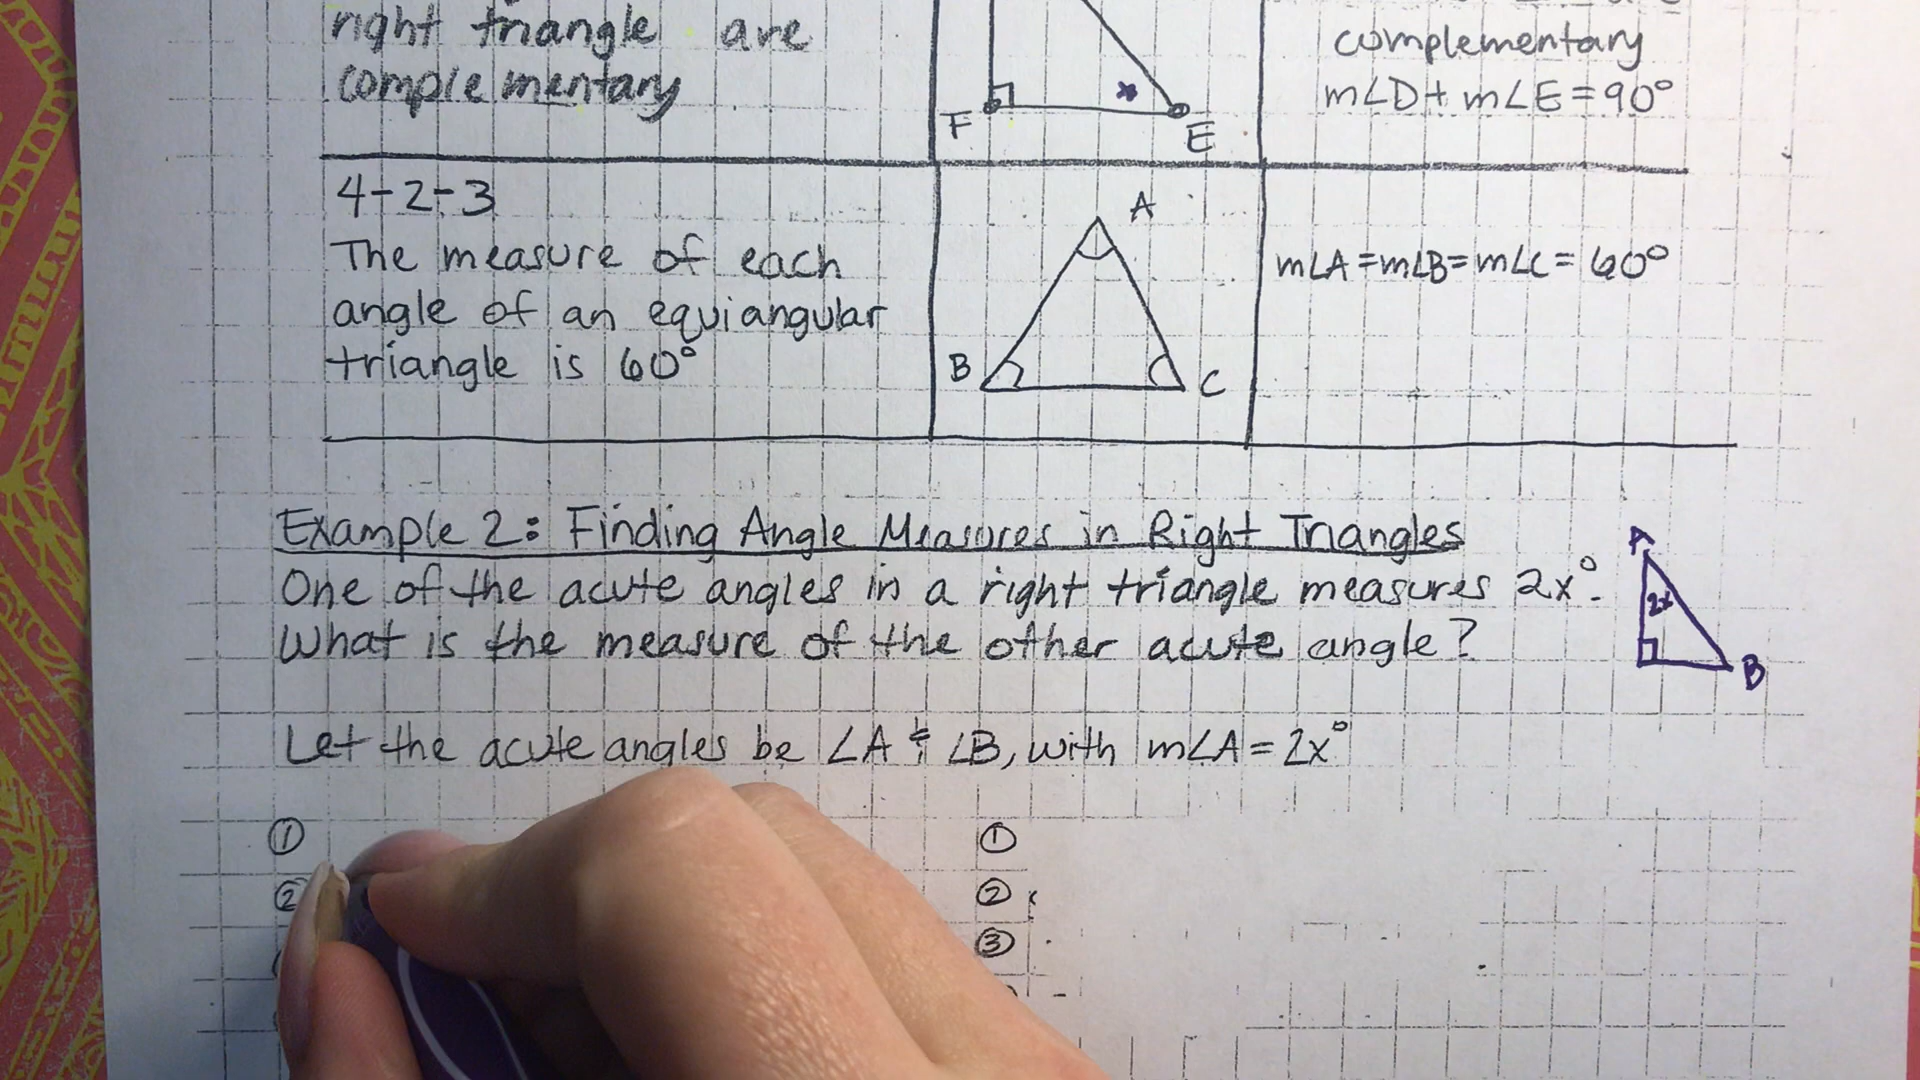 right triangle are
complementary
F
E
complementary
m∠D + m∠E = 90°
4-2-3
The measure of each
angle of an equiangular
triangle is 60°
A
B
C
m∠A = m∠B = m∠C = 60°
Example 2: Finding Angle Measures in Right Triangles
One of the acute angles in a right triangle measures 2x°.
What is the measure of the other acute angle?
A
2x
B
Let the acute angles be ∠A & ∠B, with m∠A = 2x°
①
②
①
②
③